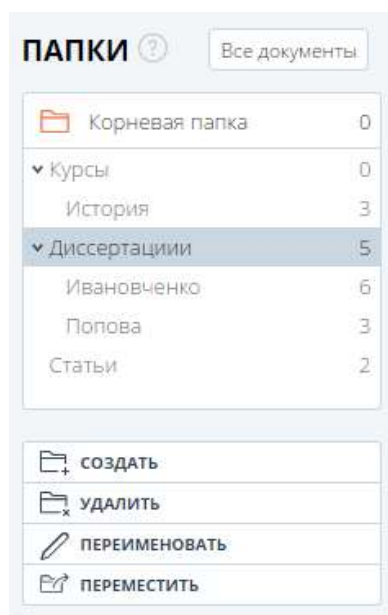 ПАПКИ ? Все документы
Корневая папка 0
Курсы 0
История 3
Диссертациии 5
Ивановченко 6
Попова 3
Статьи 2
СОЗДАТЬ
УДАЛИТЬ
ПЕРЕИМЕНОВАТЬ
ПЕРЕМЕСТИТЬ